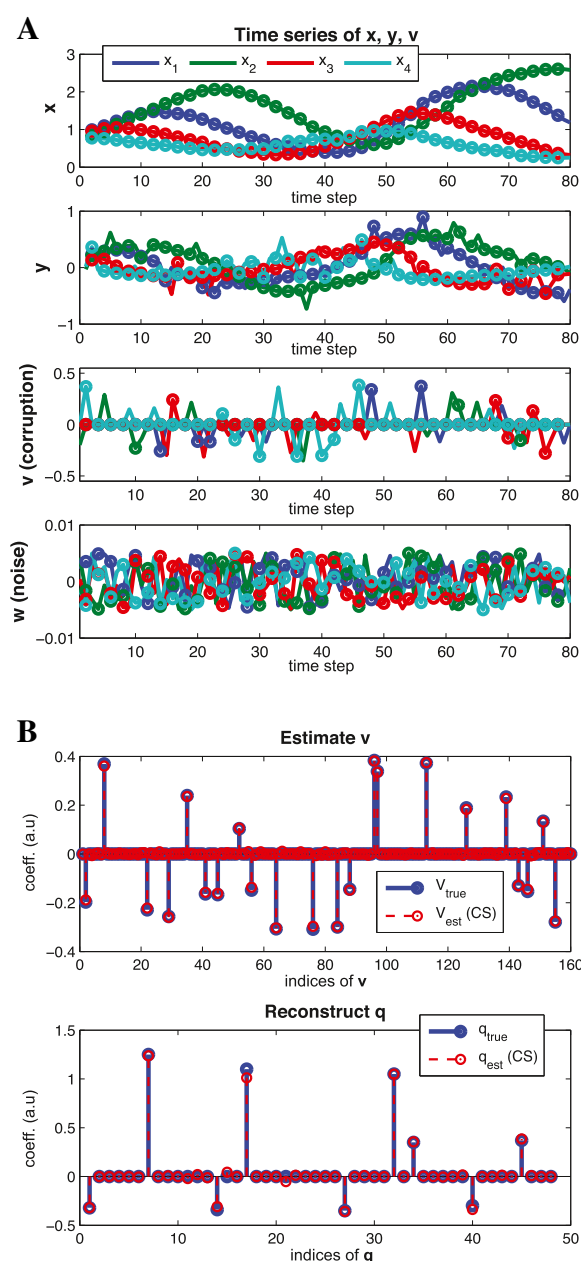 A
Time series of x, y, v
x1 x2 x3 x4
x
3
2
1
0
0 10 20 30 40 50 60 70 80
time step
y
1
0
−1
0 10 20 30 40 50 60 70 80
time step
v (corruption)
0.5
0
−0.5
10 20 30 40 50 60 70 80
time step
w (noise)
0.01
0
−0.01
10 20 30 40 50 60 70 80
time step
B
Estimate v
coeff. (a.u)
0.4
0.2
0
−0.2
−0.4
Vtrue
Vest (CS)
0 20 40 60 80 100 120 140 160
indices of v
Reconstruct q
coeff. (a.u)
1.5
1
0.5
0
−0.5
qtrue
qest (CS)
0 10 20 30 40 50
indices of q